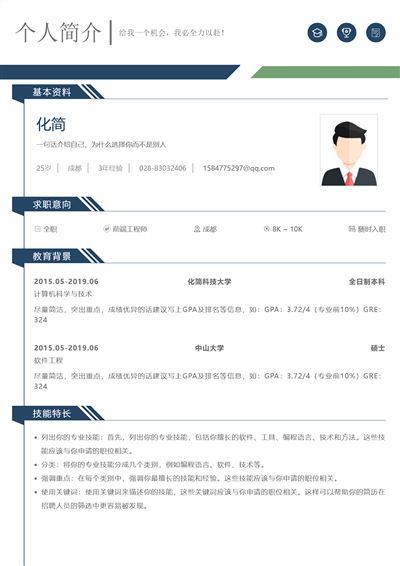 个人简介
给我一个机会，我必全力以赴！
基本资料
化简
一句话介绍自己，为什么选择你而不是别人
25岁 | 成都 | 3年经验 | 028-83032406 | 1584775297@qq.com
求职意向
全职 前端工程师 成都 8K ~ 10K 随时入职
教育背景
2015.05-2019.06 化简科技大学 全日制本科
计算机科学与技术
尽量简洁，突出重点，成绩优异的话建议写上GPA及排名等信息，如：GPA：3.72/4（专业前10%）GRE：
324
2015.05-2019.06 中山大学 硕士
软件工程
尽量简洁，突出重点，成绩优异的话建议写上GPA及排名等信息，如：GPA：3.72/4（专业前10%）GRE：
324
技能特长
列出你的专业技能：首先，列出你的专业技能，包括你擅长的软件、工具、编程语言、技术和方法。这些技
能应该与你申请的职位相关。
分类：将你的专业技能分成几个类别，例如编程语言、软件、技术等。
强调重点：在每个类别中，强调你最擅长的技能和经验。这些技能应该与你申请的职位相关。
使用关键词：使用关键词来描述你的技能，这些关键词应该与你申请的职位相关。这样可以帮助你的简历在
招聘人员的筛选中更容易被发现。